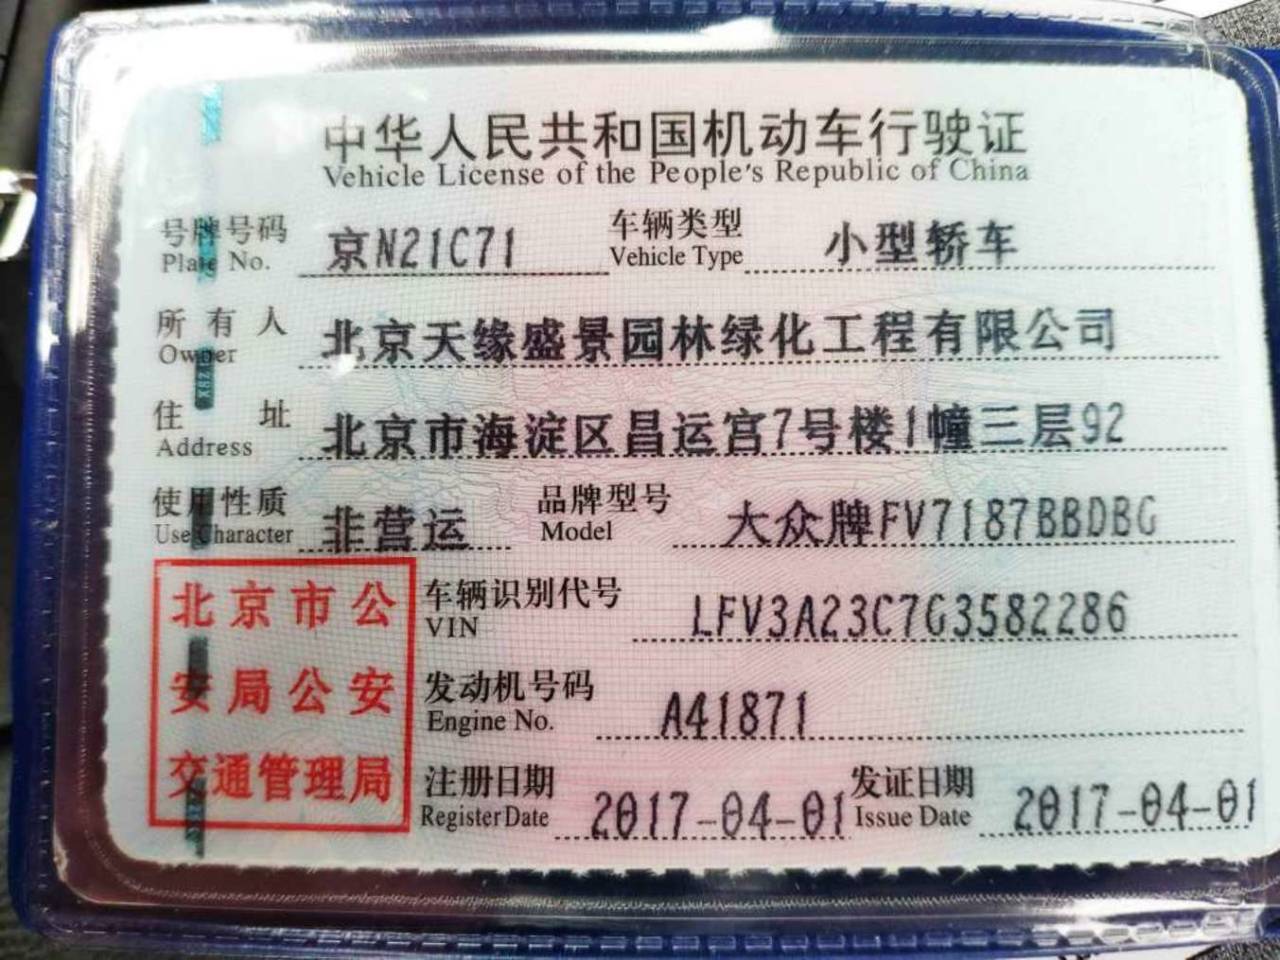 中华人民共和国机动车行驶证
Vehicle License of the People's Republic of China
号牌号码 京N21C71 车辆类型 小型轿车
Plate No. Vehicle Type
所有人 北京天缘盛景园林绿化工程有限公司
Owner
住址 北京市海淀区昌运宫7号楼1幢三层92
Address
使用性质 非营运 品牌型号 大众牌FV7187BBDBG
Use Character Model
北京市公
安局公安
交通管理局
车辆识别代号 LFV3A23C7G3582286
VIN
发动机号码 A41871
Engine No.
注册日期 2017-04-01 发证日期 2017-04-01
Register Date Issue Date